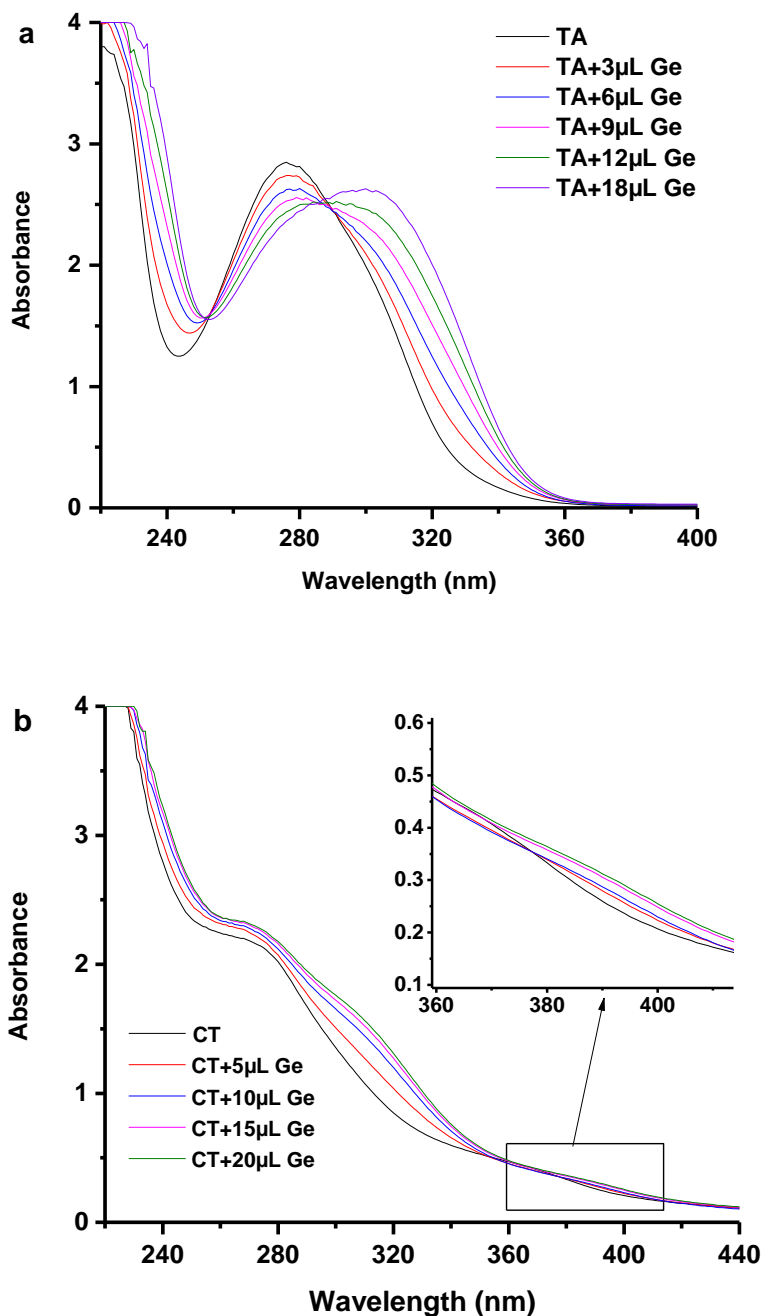 a
4
3
2
1
0
Absorbance
TA
TA+3µL Ge
TA+6µL Ge
TA+9µL Ge
TA+12µL Ge
TA+18µL Ge
240 280 320 360 400
Wavelength (nm)
b
4
3
2
1
0
Absorbance
0.6
0.5
0.4
0.3
0.2
0.1
360 380 400
CT
CT+5µL Ge
CT+10µL Ge
CT+15µL Ge
CT+20µL Ge
240 280 320 360 400 440
Wavelength (nm)